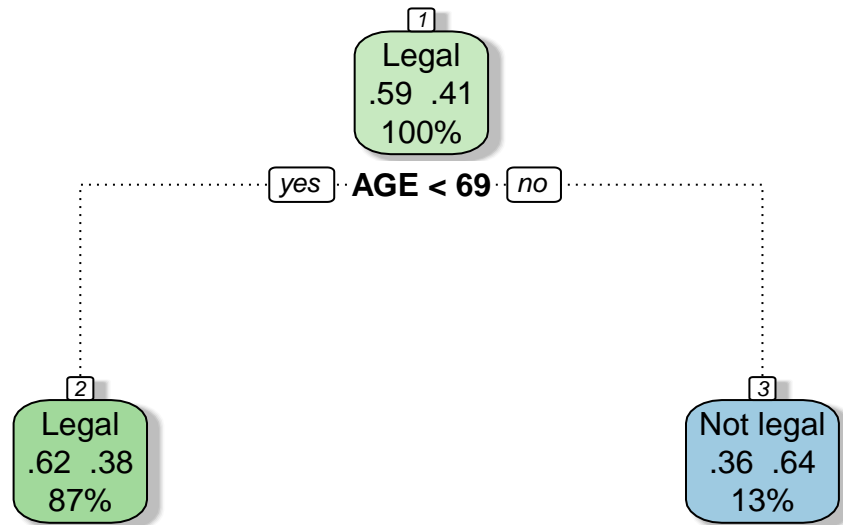 1
Legal
.59 .41
100%
yes AGE < 69 no
2
Legal
.62 .38
87%
3
Not legal
.36 .64
13%